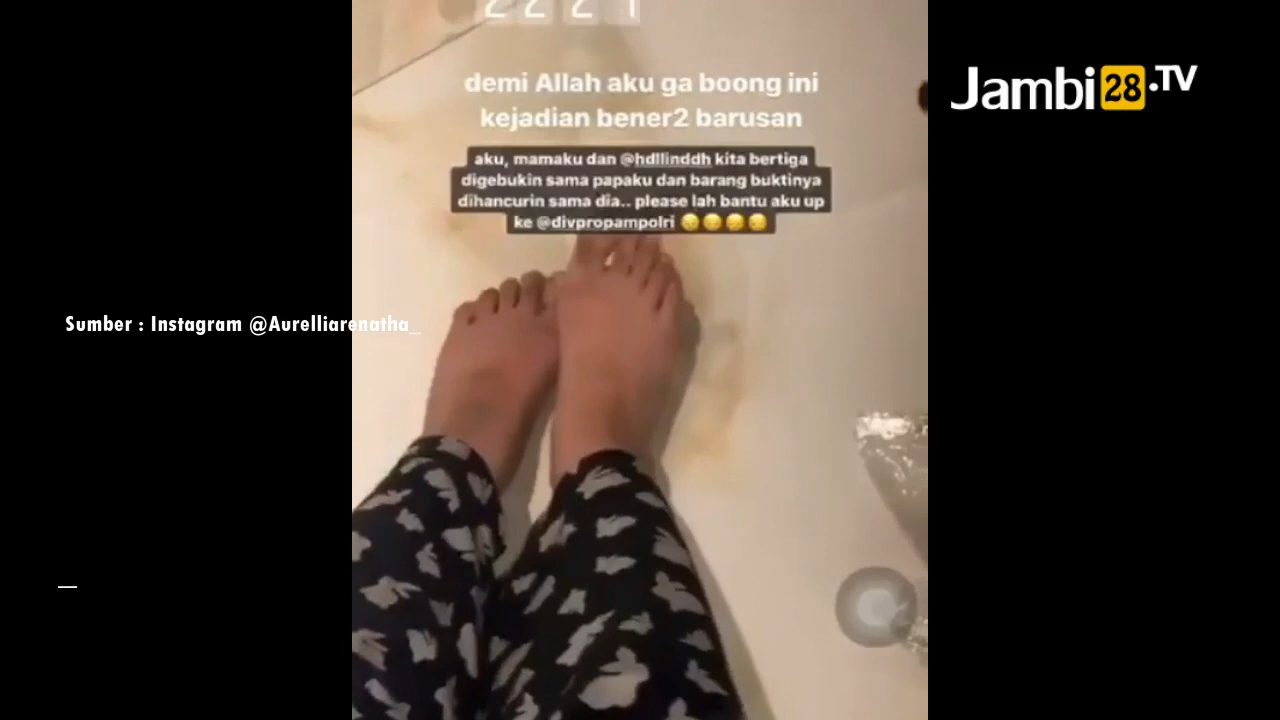 demi Allah aku ga boong ini
kejadian bener2 barusan
aku, mamaku dan @hdllinddh kita bertiga
digebukin sama papaku dan barang buktinya
dihancurin sama dia.. please lah bantu aku up
ke @divpropampolri 🥺🥺🥺🥺
Jambi28.TV
Sumber : Instagram @Aurelliarenatha_